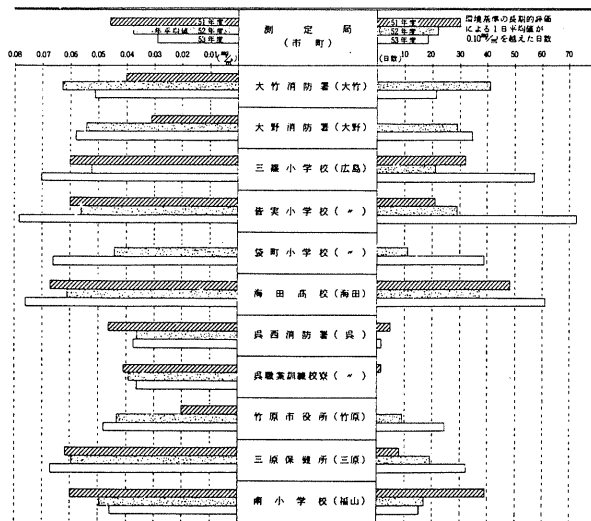 測定局
(市町)
年平均値
51年度
52年度
53年度
51年度
52年度
53年度
環境基準の長期的評価
による1日平均値が
0.10mg/m³を越えた日数
0.08 0.07 0.06 0.05 0.04 0.03 0.02 0.01 0 (mg/m³)
(日数) 10 20 30 40 50 60 70
大竹消防署(大竹)
大野消防署(大野)
三篠小学校(広島)
皆実小学校(〃)
袋町小学校(〃)
海田高校(海田)
呉西消防署(呉)
呉職業訓練校寮(〃)
竹原市役所(竹原)
三原保健所(三原)
南小学校(福山)